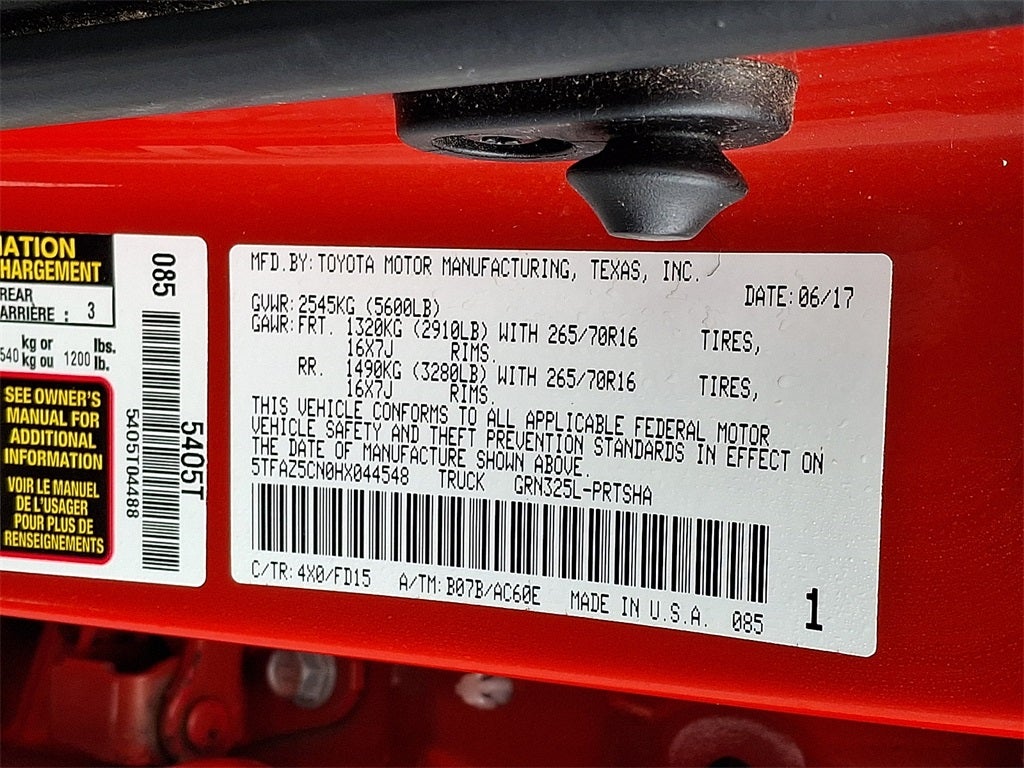 MATION
HARGEMENT
REAR
ARRIÈRE : 3
540 kg or kg ou 1200 lbs. lb.
SEE OWNER'S
MANUAL FOR
ADDITIONAL
INFORMATION
VOIR LE MANUEL
DE L'USAGER
POUR PLUS DE
RENSEIGNEMENTS
085
5405T04488
5405T
MFD.BY:TOYOTA MOTOR MANUFACTURING, TEXAS, INC.
DATE:06/17
GVWR:2545KG (5600LB)
GAWR:FRT. 1320KG (2910LB) WITH 265/70R16 TIRES,
16X7J RIMS.
RR. 1490KG (3280LB) WITH 265/70R16 TIRES,
16X7J RIMS.
THIS VEHICLE CONFORMS TO ALL APPLICABLE FEDERAL MOTOR
VEHICLE SAFETY AND THEFT PREVENTION STANDARDS IN EFFECT ON
THE DATE OF MANUFACTURE SHOWN ABOVE.
5TFAZ5CN0HX044548 TRUCK GRN325L-PRTSHA
C/TR:4X0/FD15 A/TM:B07B/AC60E MADE IN U.S.A. 085
1